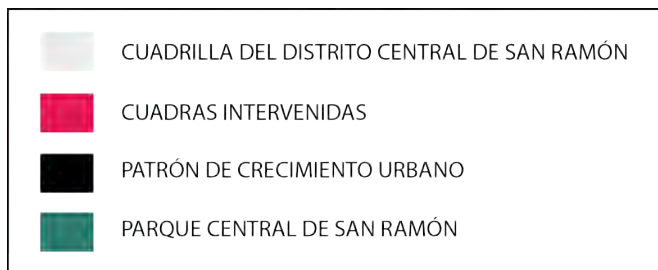 CUADRILLA DEL DISTRITO CENTRAL DE SAN RAMÓN
CUADRAS INTERVENIDAS
PATRÓN DE CRECIMIENTO URBANO
PARQUE CENTRAL DE SAN RAMÓN